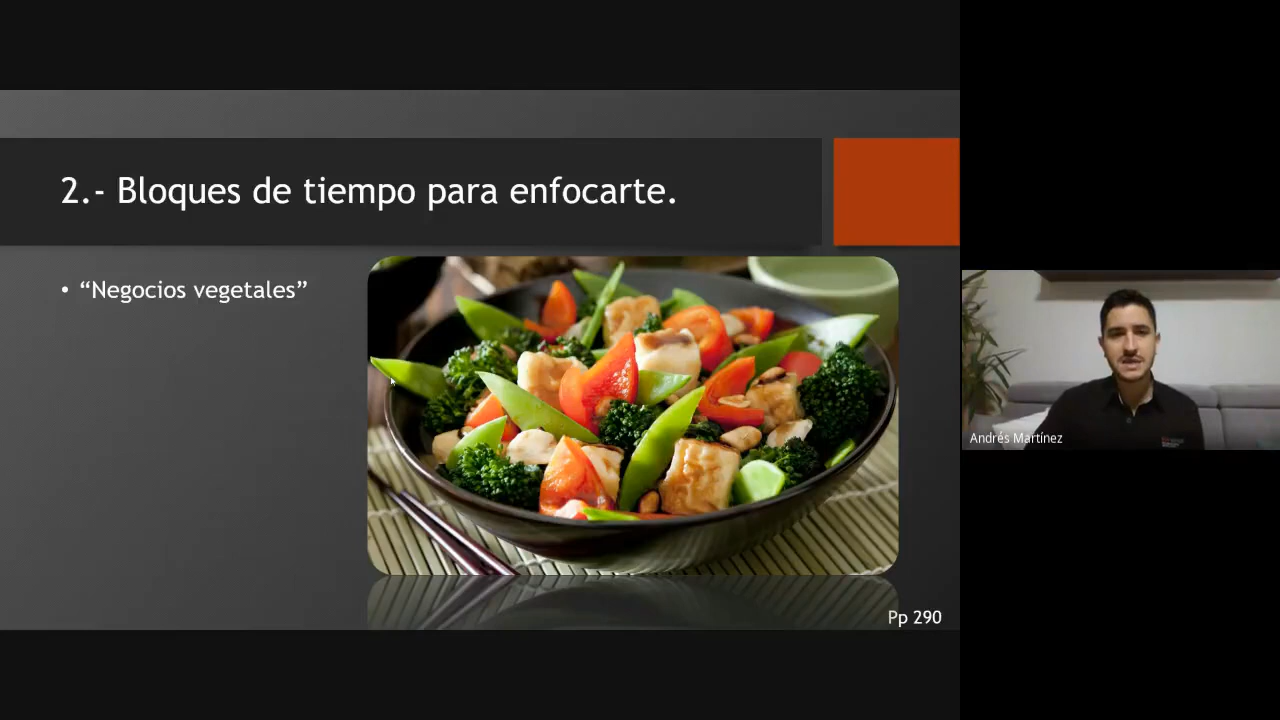 2.- Bloques de tiempo para enfocarte.
• “Negocios vegetales”
Andrés Martínez
Pp 290